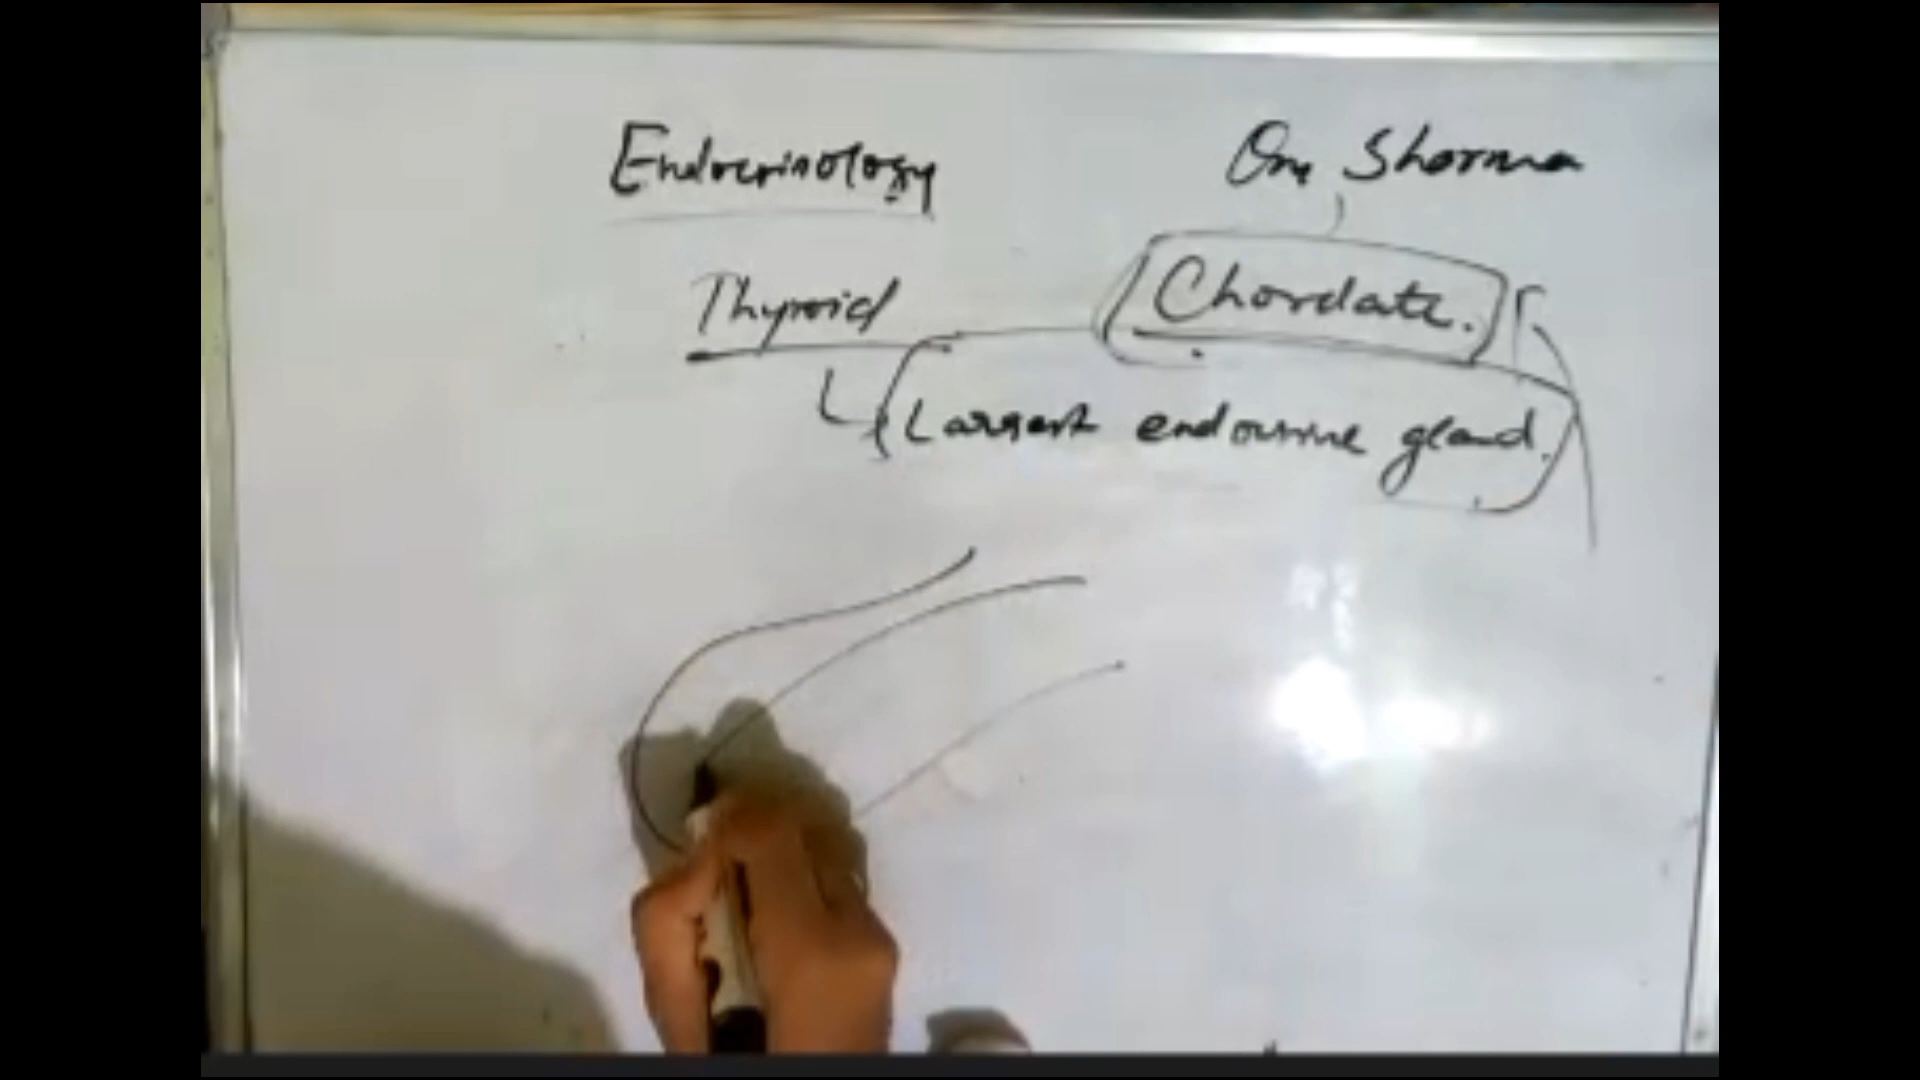 Endocrinology
Om Sharma
Thyroid
Chordate.
Largest endocrine gland.